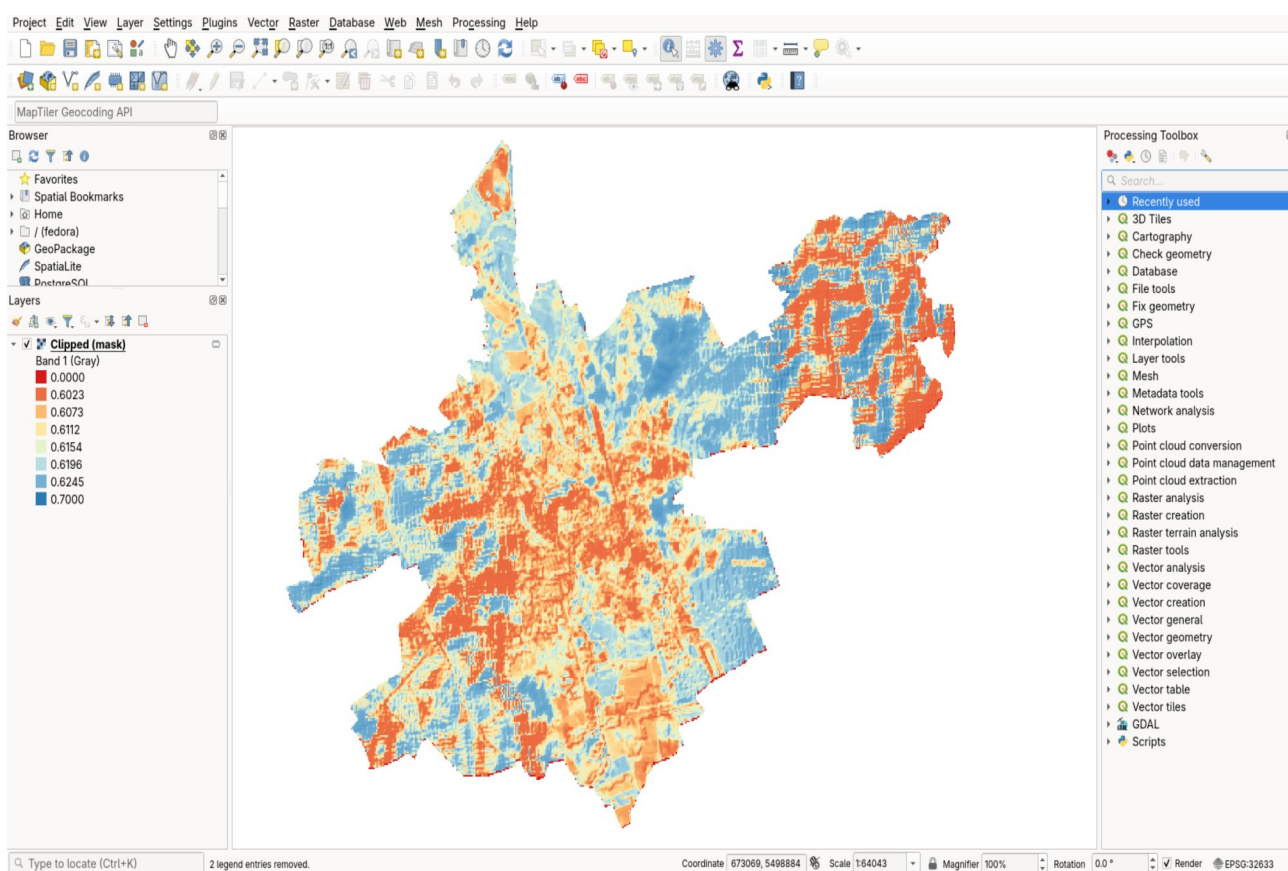 Project Edit View Layer Settings Plugins Vector Raster Database Web Mesh Processing Help
MapTiler Geocoding API
Browser
Favorites
Spatial Bookmarks
Home
/ (fedora)
GeoPackage
SpatiaLite
PostgreSQL
Layers
Clipped (mask)
Band 1 (Gray)
0.0000
0.6023
0.6073
0.6112
0.6154
0.6196
0.6245
0.7000
Processing Toolbox
Search...
Recently used
3D Tiles
Cartography
Check geometry
Database
File tools
Fix geometry
GPS
Interpolation
Layer tools
Mesh
Metadata tools
Network analysis
Plots
Point cloud conversion
Point cloud data management
Point cloud extraction
Raster analysis
Raster creation
Raster terrain analysis
Raster tools
Vector analysis
Vector coverage
Vector creation
Vector general
Vector geometry
Vector overlay
Vector selection
Vector table
Vector tiles
GDAL
Scripts
Type to locate (Ctrl+K) 2 legend entries removed. Coordinate 673069, 5498884 Scale 1:64043 Magnifier 100% Rotation 0.0 ° Render EPSG:32633